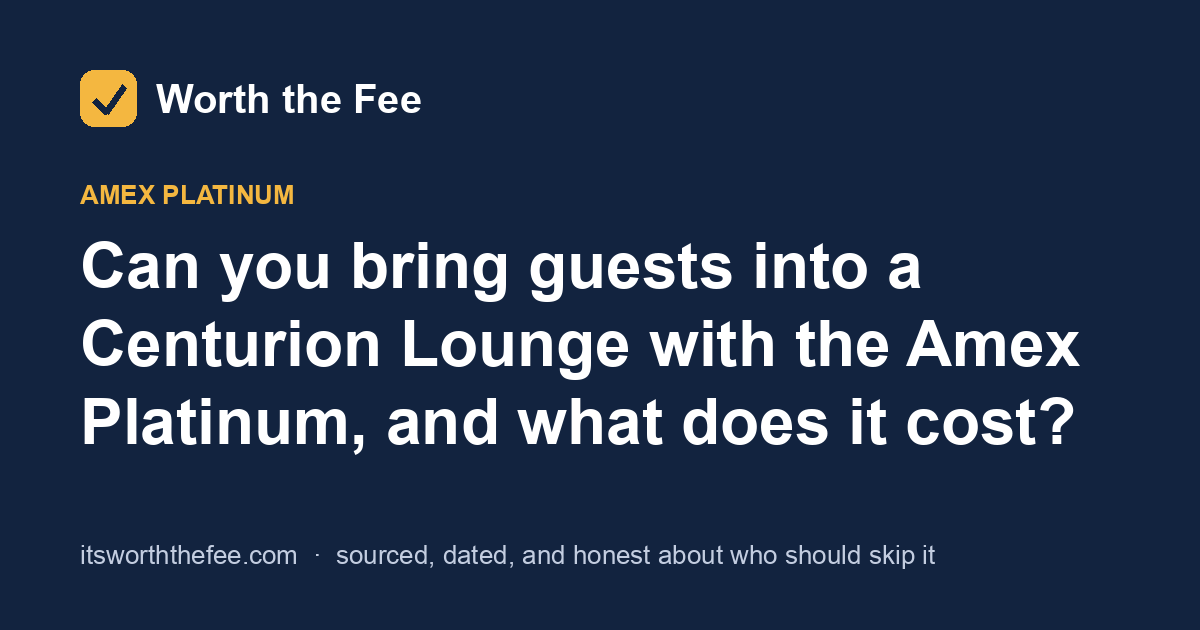 Worth the Fee
AMEX PLATINUM
Can you bring guests into a
Centurion Lounge with the Amex
Platinum, and what does it cost?
itsworththefee.com · sourced, dated, and honest about who should skip it